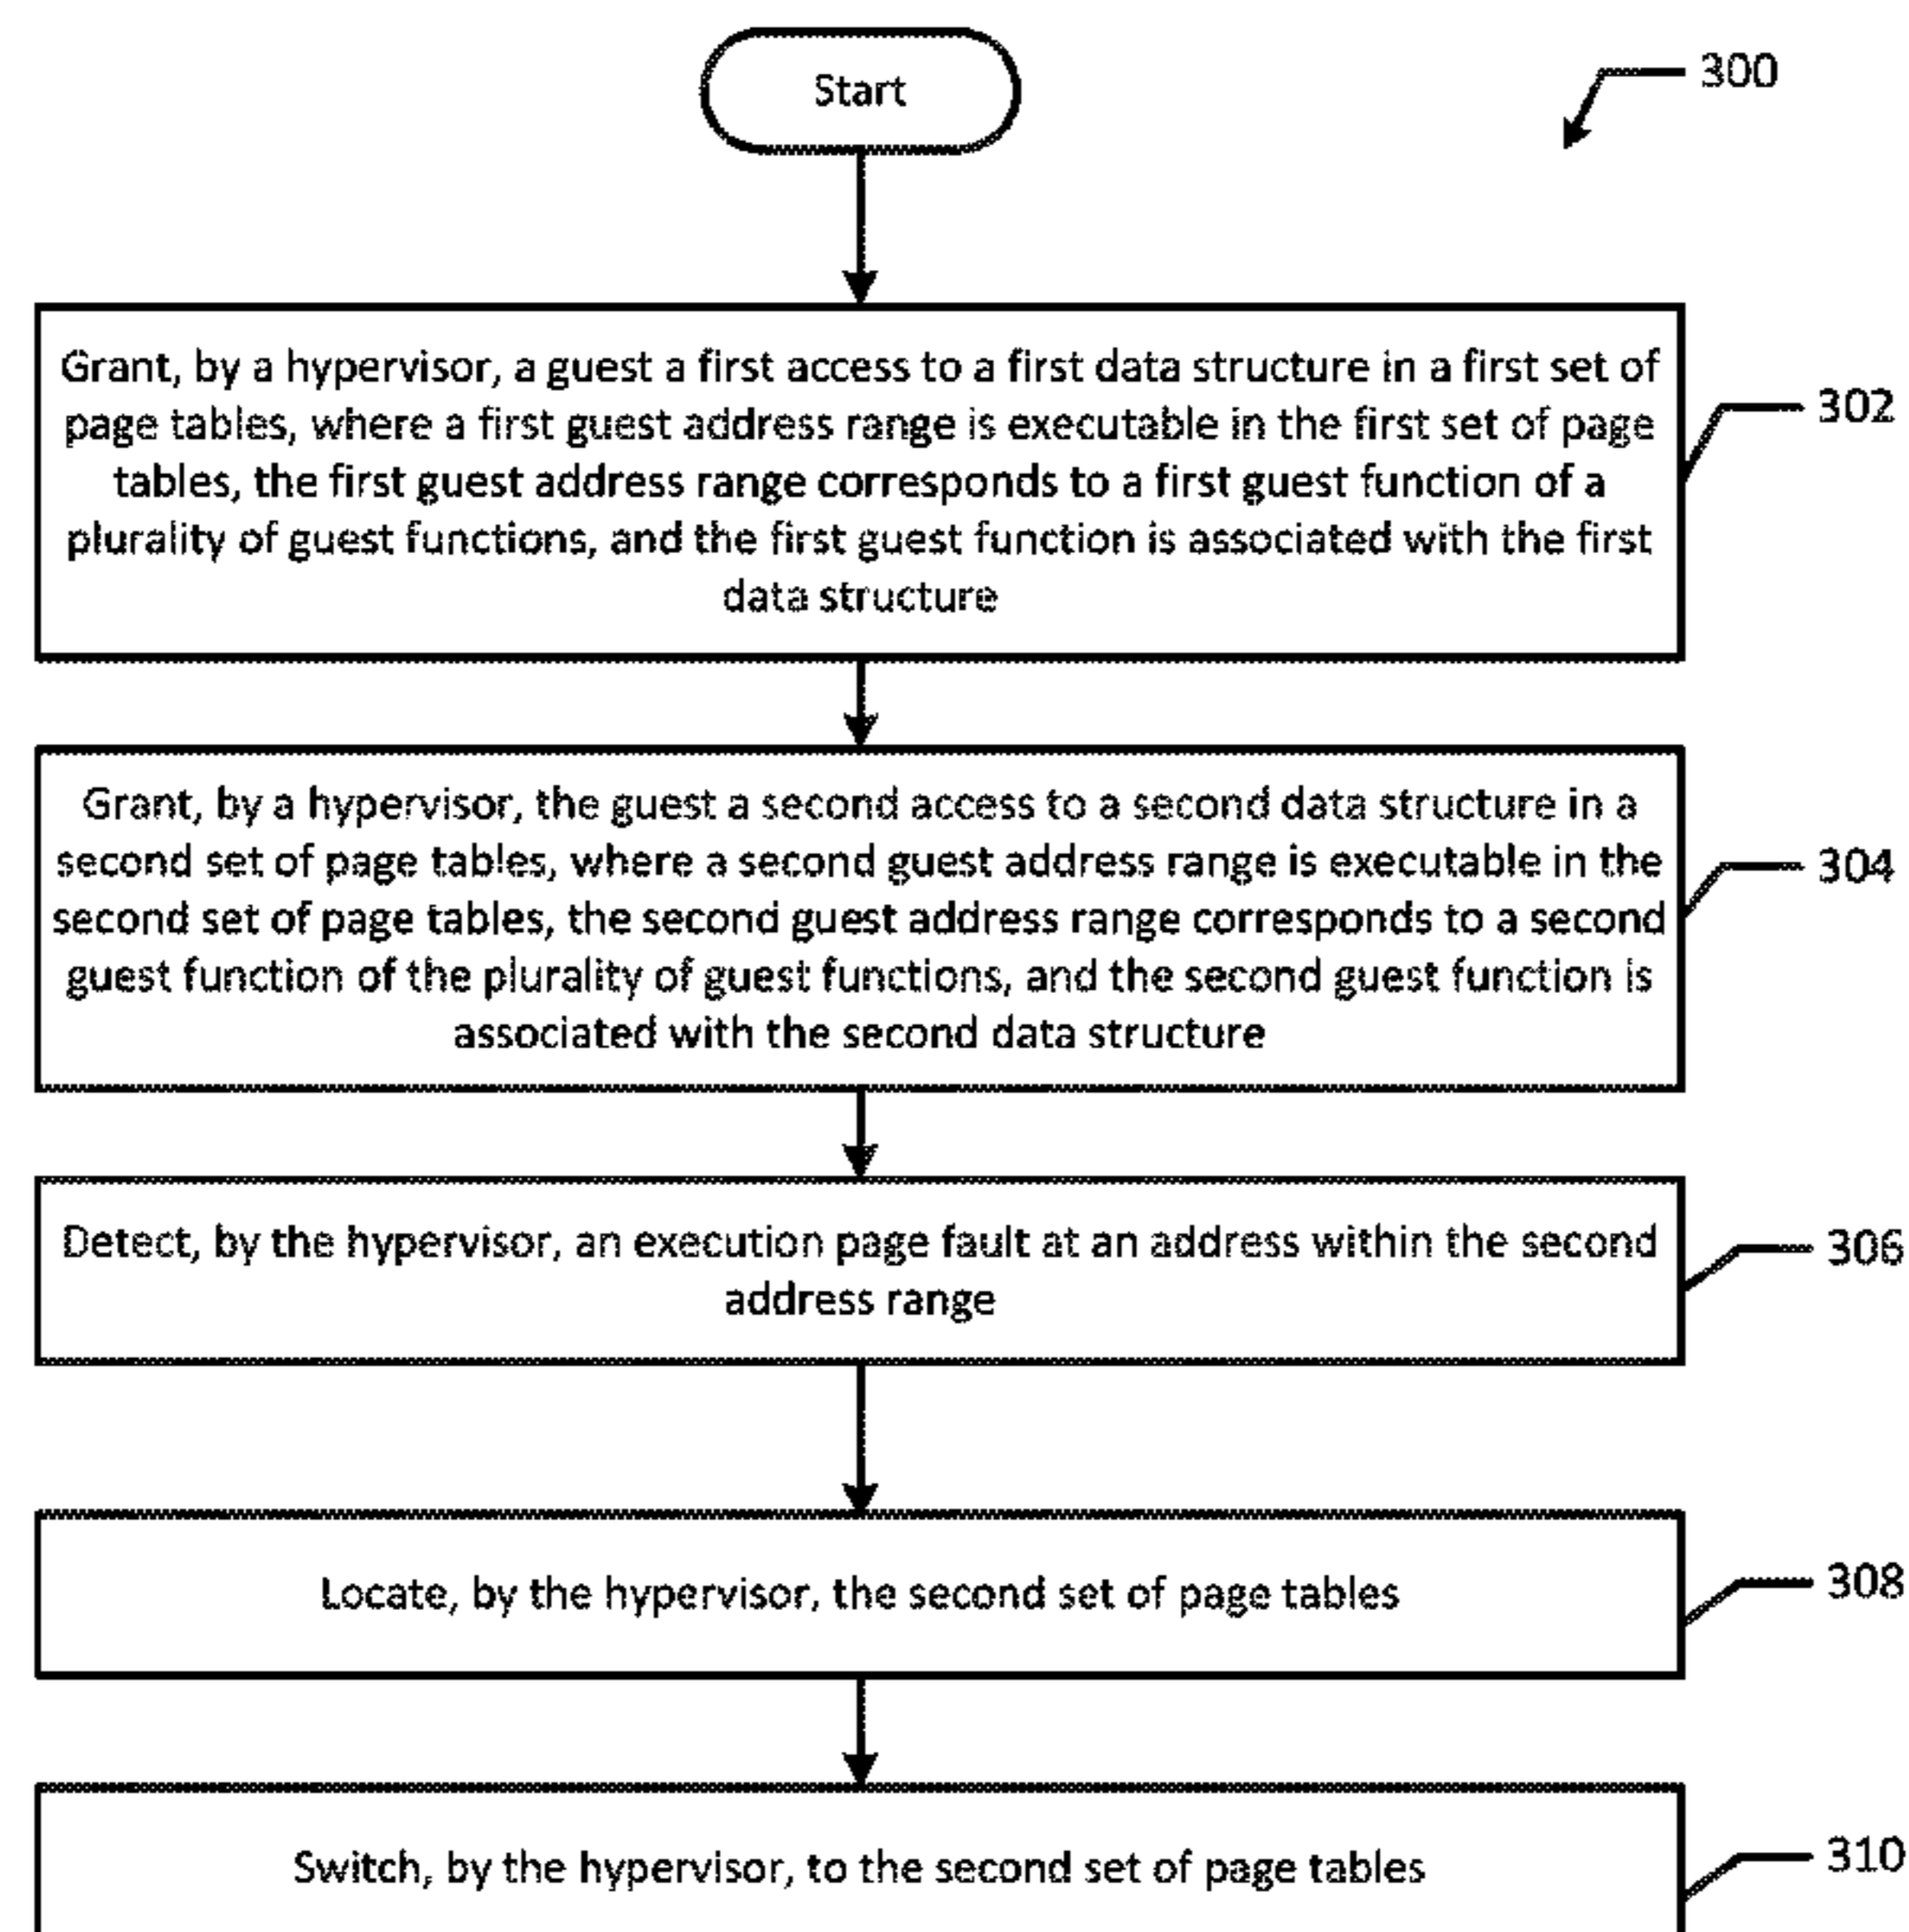 Start
300
Grant, by a hypervisor, a guest a first access to a first data structure in a first set of
page tables, where a first guest address range is executable in the first set of page
tables, the first guest address range corresponds to a first guest function of a
plurality of guest functions, and the first guest function is associated with the first
data structure
302
Grant, by a hypervisor, the guest a second access to a second data structure in a
second set of page tables, where a second guest address range is executable in the
second set of page tables, the second guest address range corresponds to a second
guest function of the plurality of guest functions, and the second guest function is
associated with the second data structure
304
Detect, by the hypervisor, an execution page fault at an address within the second
address range
306
Locate, by the hypervisor, the second set of page tables
308
Switch, by the hypervisor, to the second set of page tables
310